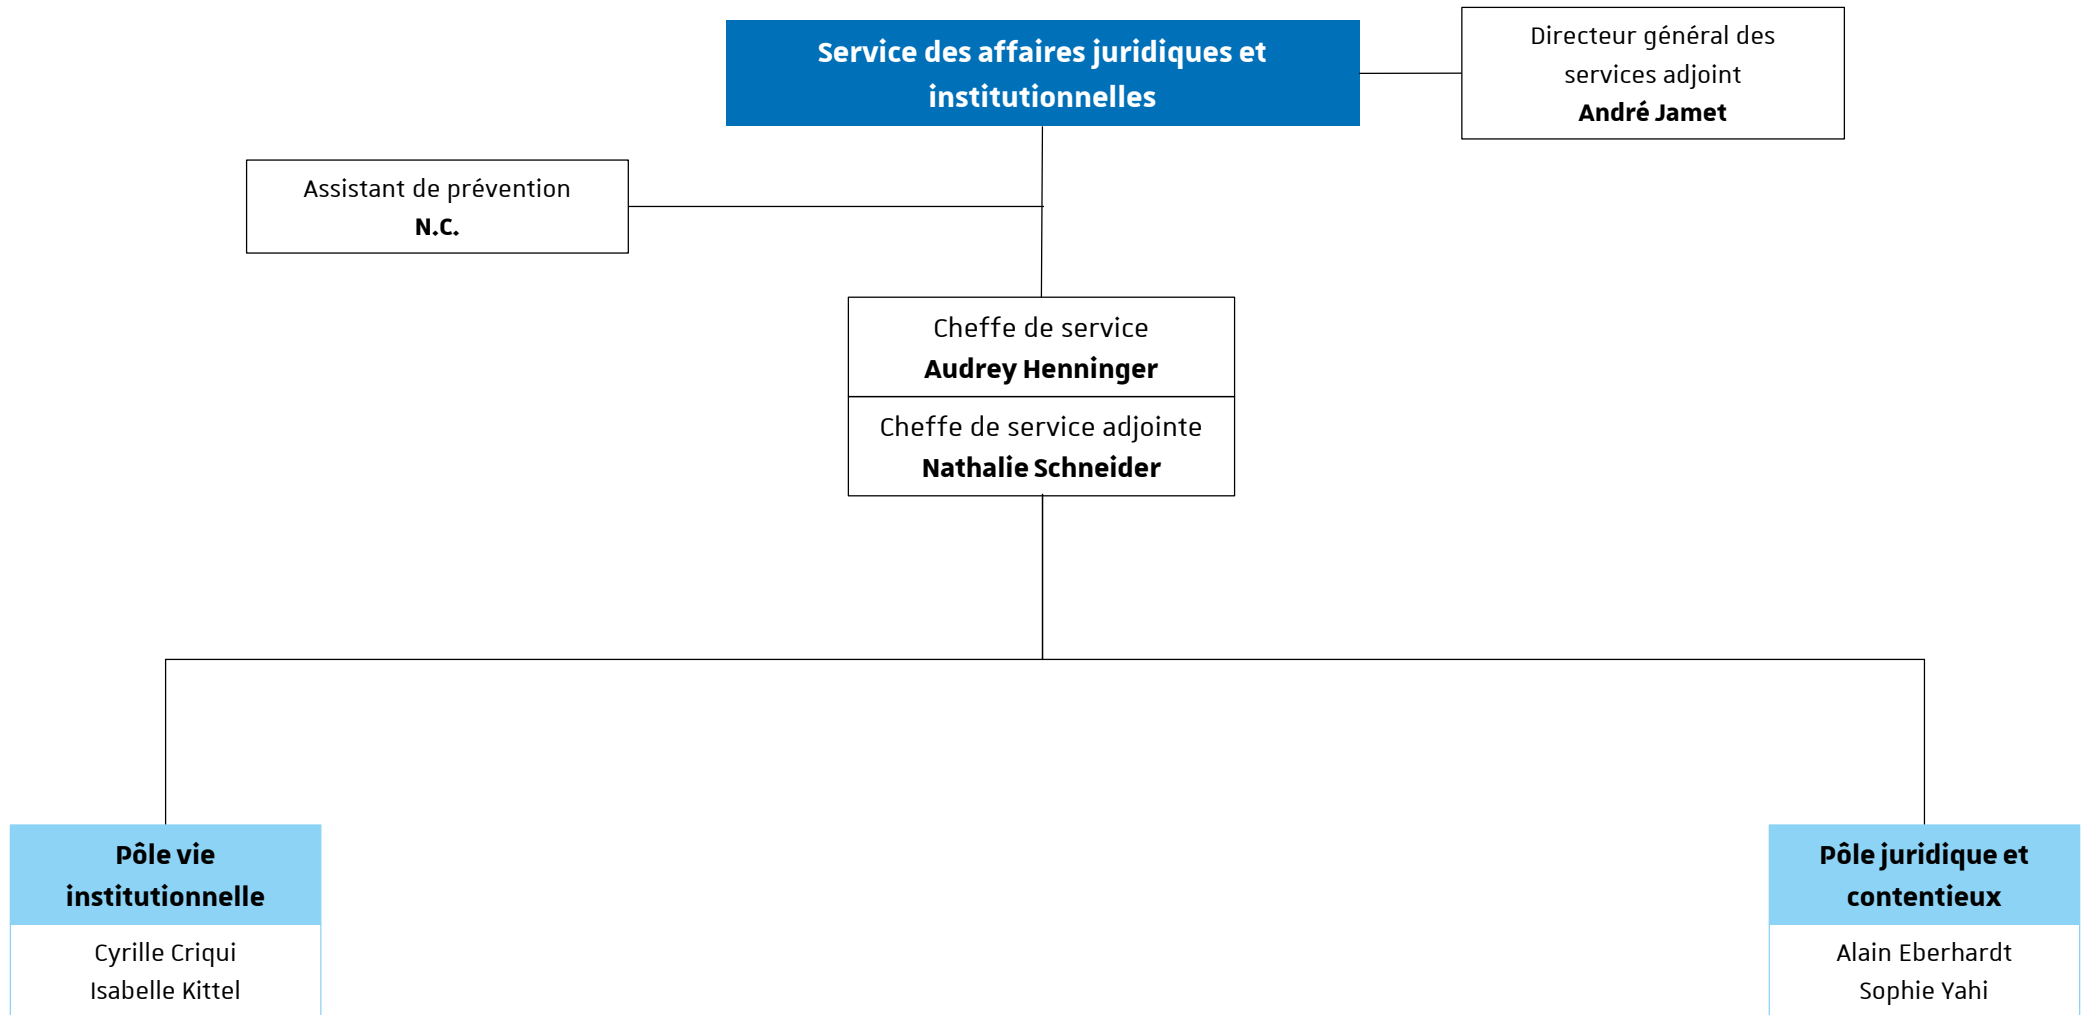 Service des affaires juridiques et
institutionnelles
Directeur général des
services adjoint
André Jamet
Assistant de prévention
N.C.
Cheffe de service
Audrey Henninger
Cheffe de service adjointe
Nathalie Schneider
Pôle vie
institutionnelle
Cyrille Criqui
Isabelle Kittel
Pôle juridique et
contentieux
Alain Eberhardt
Sophie Yahi